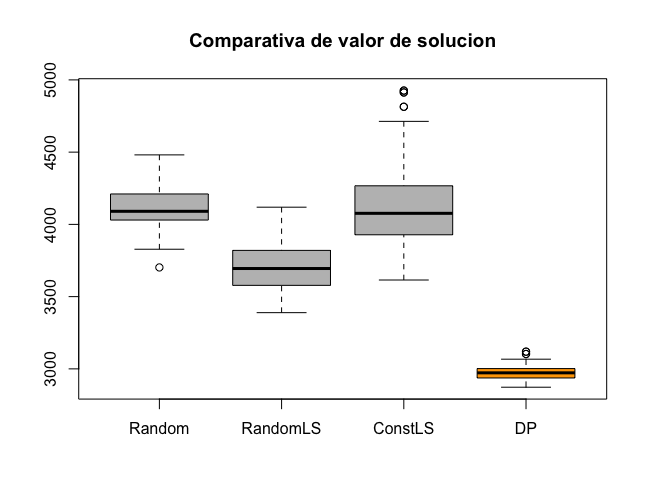 Comparativa de valor de solucion
5000
4500
4000
3500
3000
Random RandomLS ConstLS DP